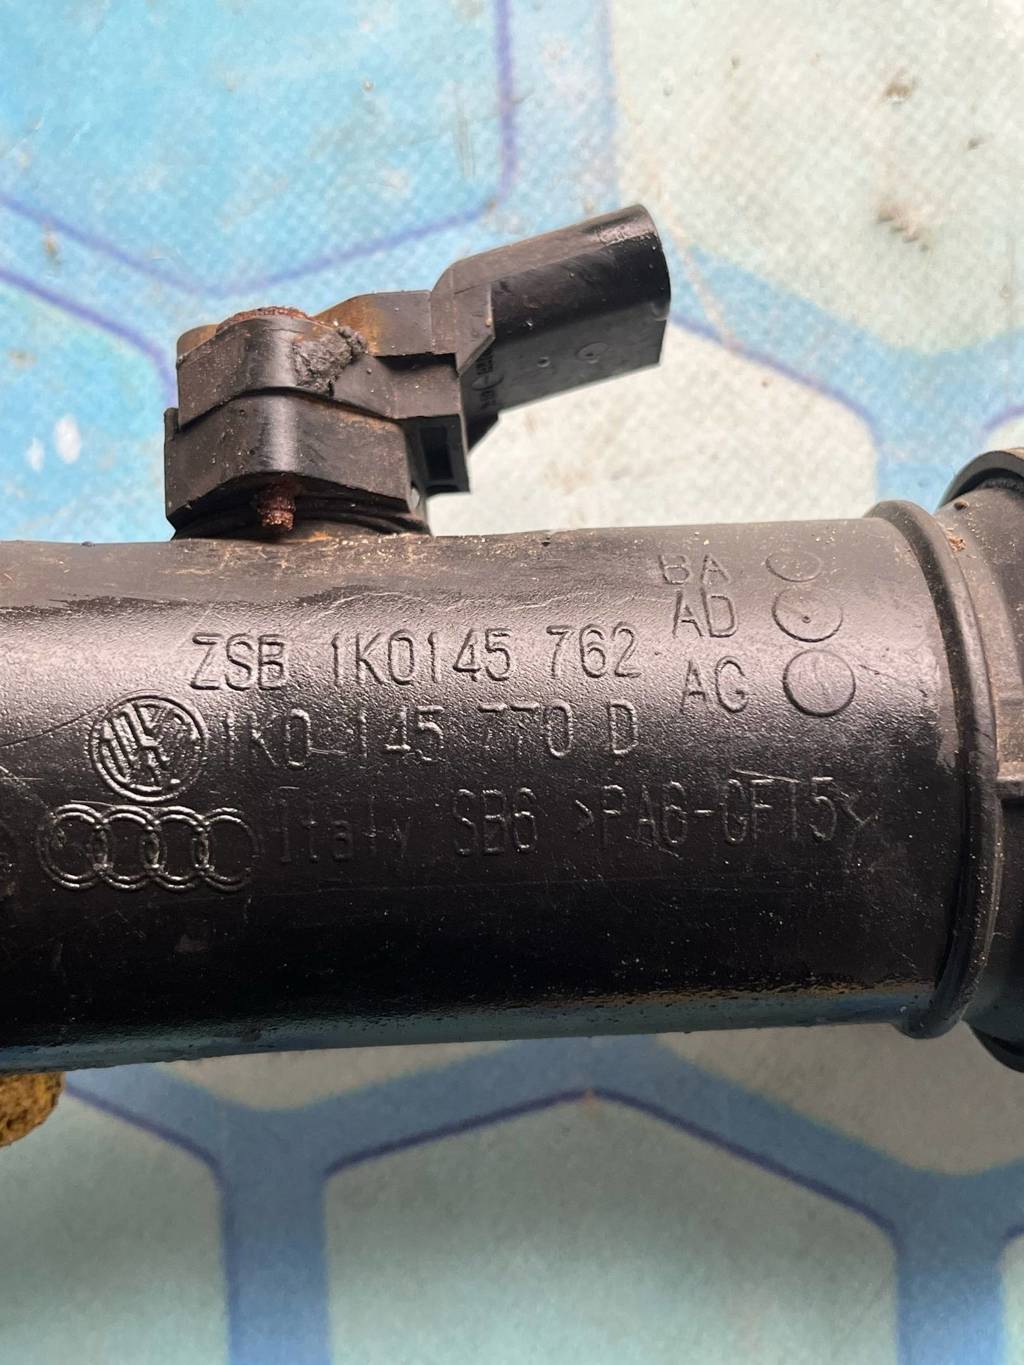 BA
AD
AG
ZSB 1K0145 762
1K0 145 770 D
Italy SB6 >PA6-GF15<